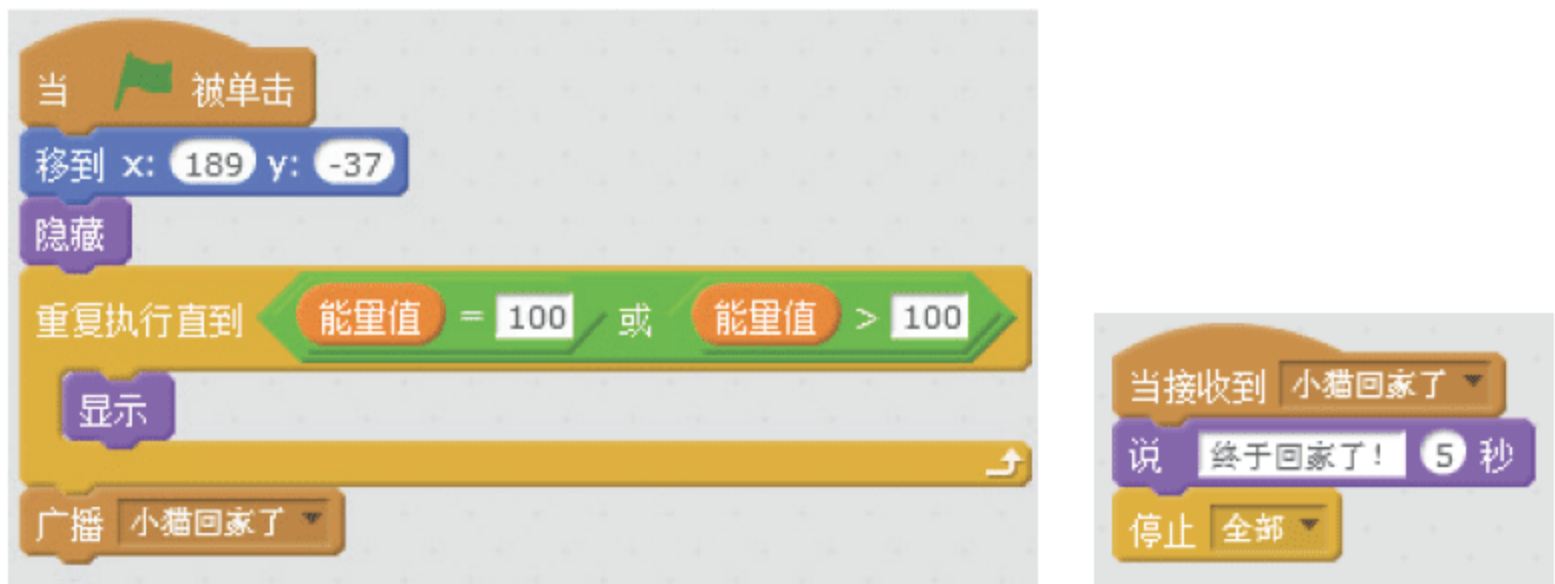 当 被单击
移到 x: 189 y: -37
隐藏
重复执行直到 能量值 = 100 或 能量值 > 100
显示
广播 小猫回家了
当接收到 小猫回家了
说 终于回家了! 5 秒
停止 全部